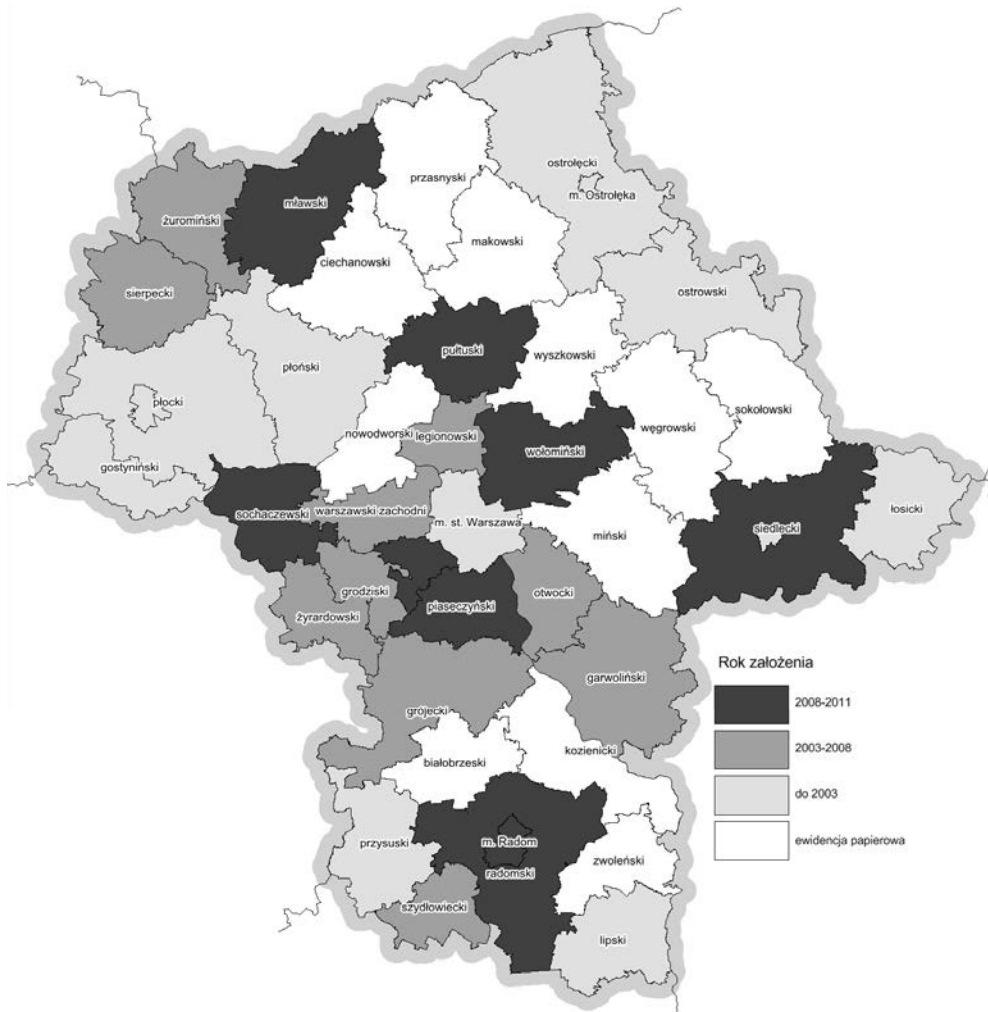 ostrołęcki
przasnyski
m. Ostrołęka
mławski
żuromiński
makowski
ciechanowski
sierpecki
ostrowski
pułtuski
wyszkowski
płoński
płocki
sokołowski
węgrowski
nowodworski
legionowski
wołomiński
gostyniński
sochaczewski
warszawski zachodni
m. st. Warszawa
siedlecki
łosicki
miński
grodziski
otwocki
piaseczyński
żyrardowski
garwoliński
grójecki
kozienicki
białobrzeski
przysuski
m. Radom
radomski
zwoleński
szydłowiecki
lipski
Rok założenia
2008-2011
2003-2008
do 2003
ewidencja papierowa